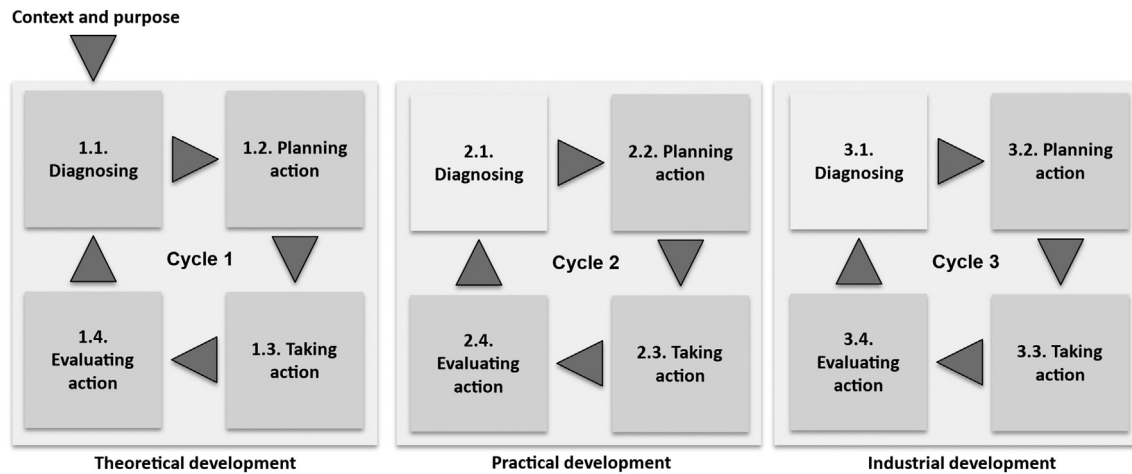 Context and purpose
1.1.
Diagnosing
1.2. Planning
action
Cycle 1
1.4.
Evaluating
action
1.3. Taking
action
Theoretical development
2.1.
Diagnosing
2.2. Planning
action
Cycle 2
2.4.
Evaluating
action
2.3. Taking
action
Practical development
3.1.
Diagnosing
3.2. Planning
action
Cycle 3
3.4.
Evaluating
action
3.3. Taking
action
Industrial development